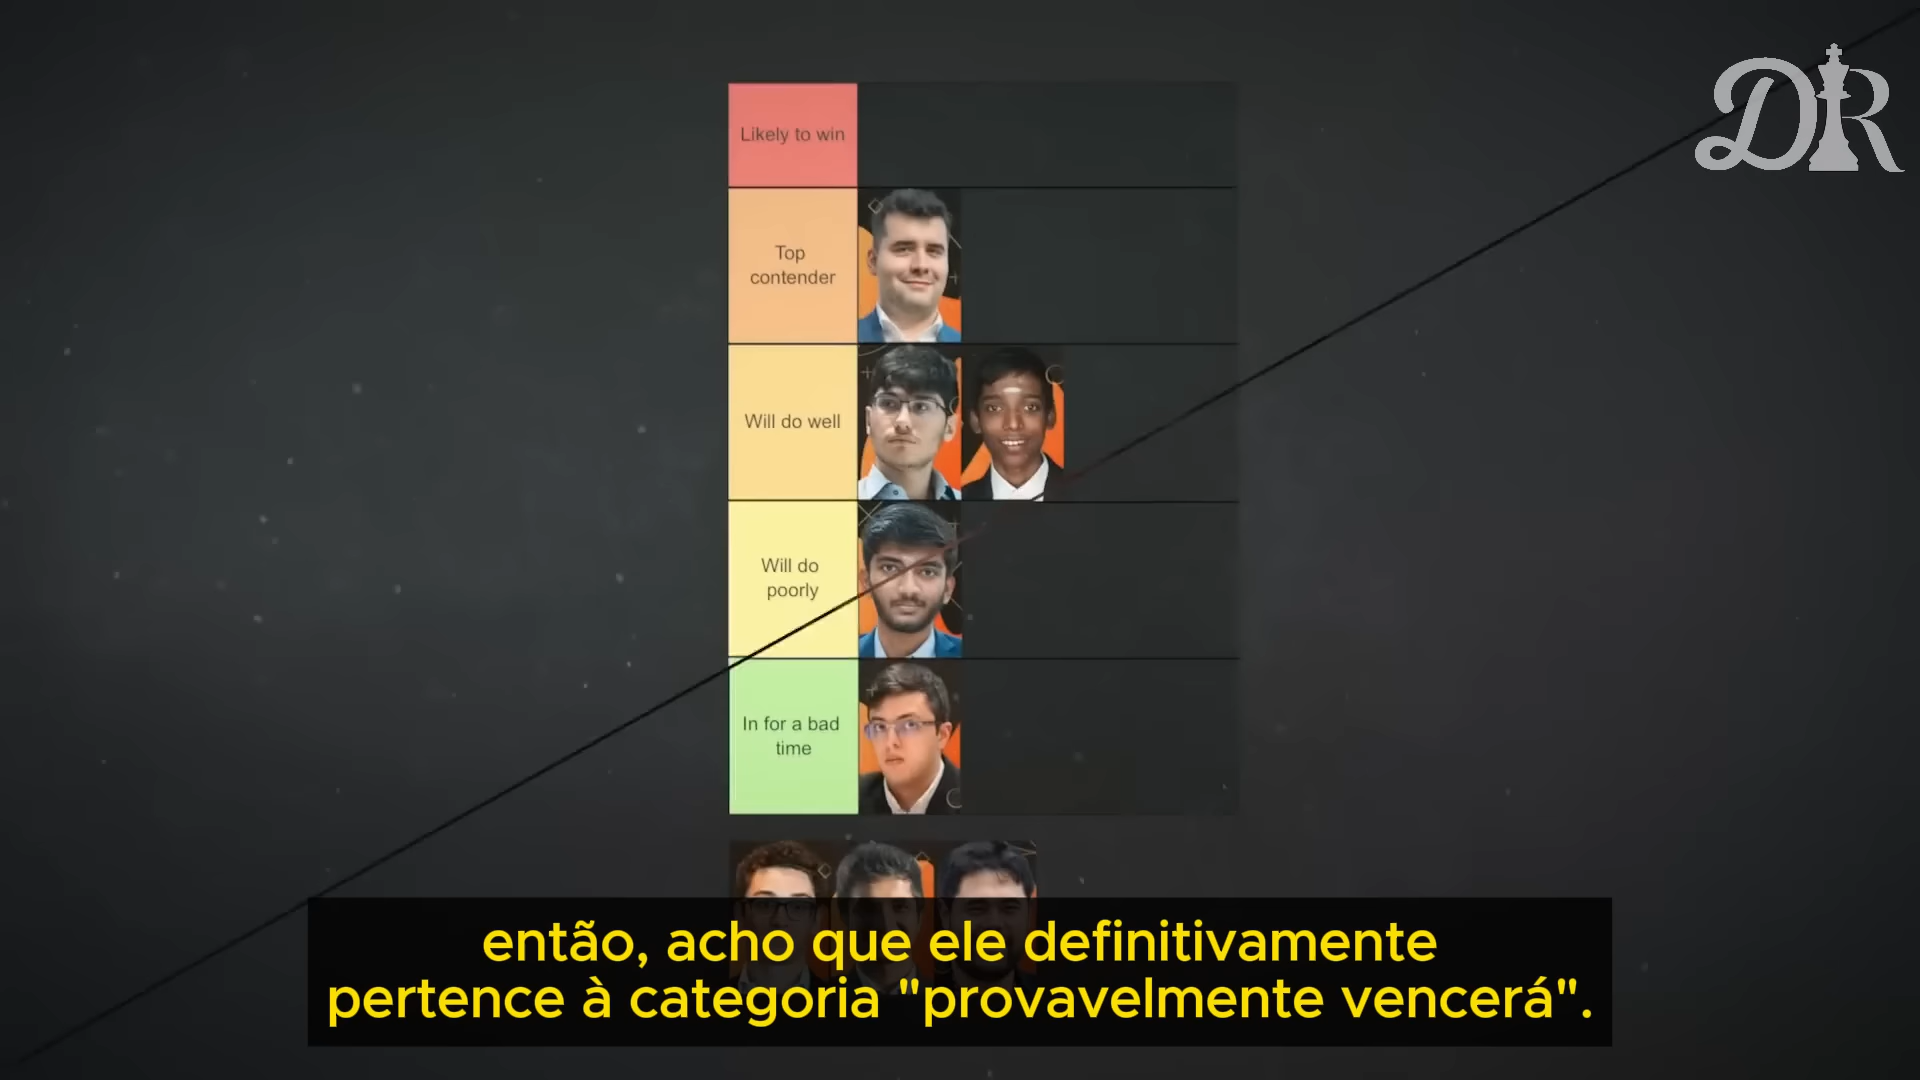 DR
Likely to win
Top
contender
Will do well
Will do
poorly
In for a bad
time
então, acho que ele definitivamente
pertence à categoria "provavelmente vencerá".